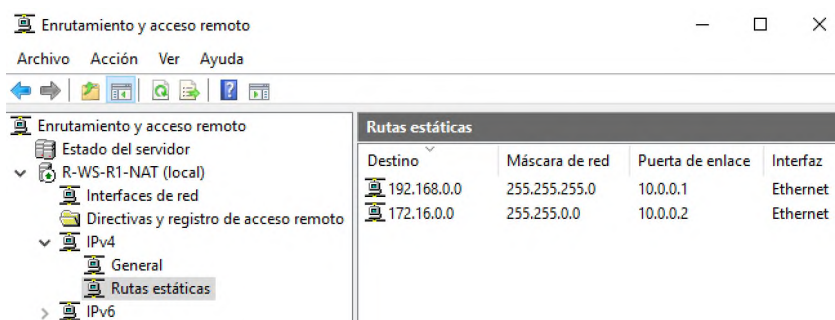 Enrutamiento y acceso remoto
Archivo Acción Ver Ayuda
Enrutamiento y acceso remoto
Estado del servidor
R-WS-R1-NAT (local)
Interfaces de red
Directivas y registro de acceso remoto
IPv4
General
Rutas estáticas
IPv6
Rutas estáticas
Destino Máscara de red Puerta de enlace Interfaz
192.168.0.0 255.255.255.0 10.0.0.1 Ethernet
172.16.0.0 255.255.0.0 10.0.0.2 Ethernet